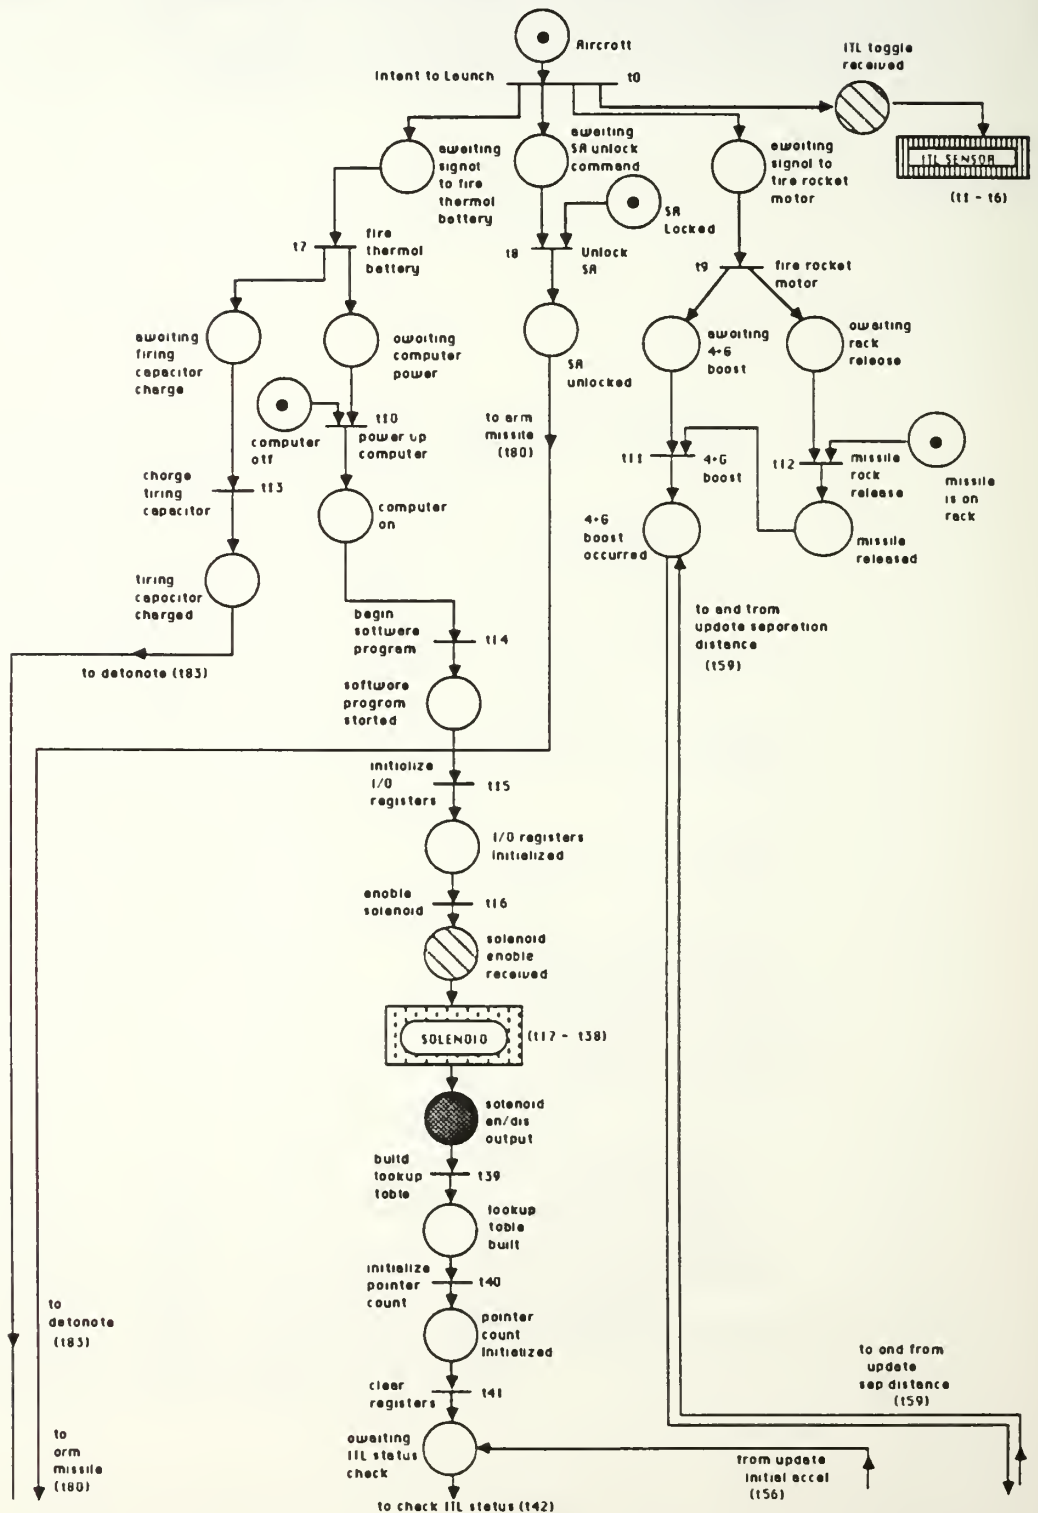 Aircraft
Intent to Launch
t0
ITL toggle
received
ITL SENSOR
(t1 - t6)
awaiting
signal
to fire
thermal
battery
awaiting
SA unlock
command
awaiting
signal to
fire rocket
motor
SA
Locked
t7
fire
thermal
battery
t8
Unlock
SA
t9
fire rocket
motor
awaiting
firing
capacitor
charge
awaiting
computer
power
SA
unlocked
awaiting
4+G
boost
awaiting
rack
release
computer
off
t10
power up
computer
to arm
missile
(t80)
t11
4+G
boost
t12
missile
rack
release
missile
is on
rack
charge
firing
capacitor
t13
computer
on
4+G
boost
occurred
missile
released
firing
capacitor
charged
begin
software
program
t14
to and from
update separation
distance
(t59)
to detonate (t83)
software
program
started
initialize
I/O
registers
t15
I/O registers
Initialized
enable
solenoid
t16
solenoid
enable
received
SOLENOID
(t17 - t38)
solenoid
en/dis
output
build
lookup
table
t39
lookup
table
built
initialize
pointer
count
t40
to
detonate
(t83)
pointer
count
Initialized
to and from
update
sep distance
(t59)
clear
registers
t41
to
arm
missile
(t80)
awaiting
ITL status
check
from update
initial accel
(t56)
to check ITL status (t42)